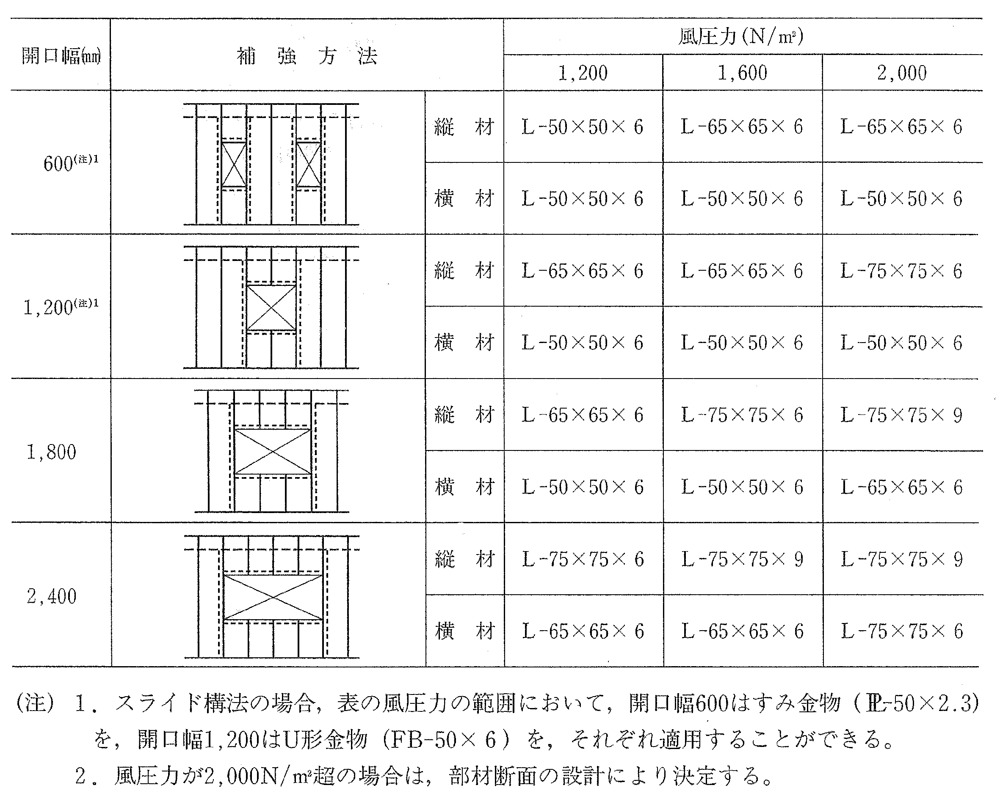 開口幅(㎜) 補強方法 風圧力(N/㎡)
1,200 1,600 2,000
600(注)1 縦材 L-50×50×6 L-65×65×6 L-65×65×6
横材 L-50×50×6 L-50×50×6 L-50×50×6
1,200(注)1 縦材 L-65×65×6 L-65×65×6 L-75×75×6
横材 L-50×50×6 L-50×50×6 L-50×50×6
1,800 縦材 L-65×65×6 L-75×75×6 L-75×75×9
横材 L-50×50×6 L-50×50×6 L-65×65×6
2,400 縦材 L-75×75×6 L-75×75×9 L-75×75×9
横材 L-65×65×6 L-65×65×6 L-75×75×6
(注) 1. スライド構法の場合,表の風圧力の範囲において,開口幅600はすみ金物(PL-50×2.3)
を,開口幅1,200はU形金物(FB-50×6)を,それぞれ適用することができる。
2. 風圧力が2,000N/㎡超の場合は,部材断面の設計により決定する。